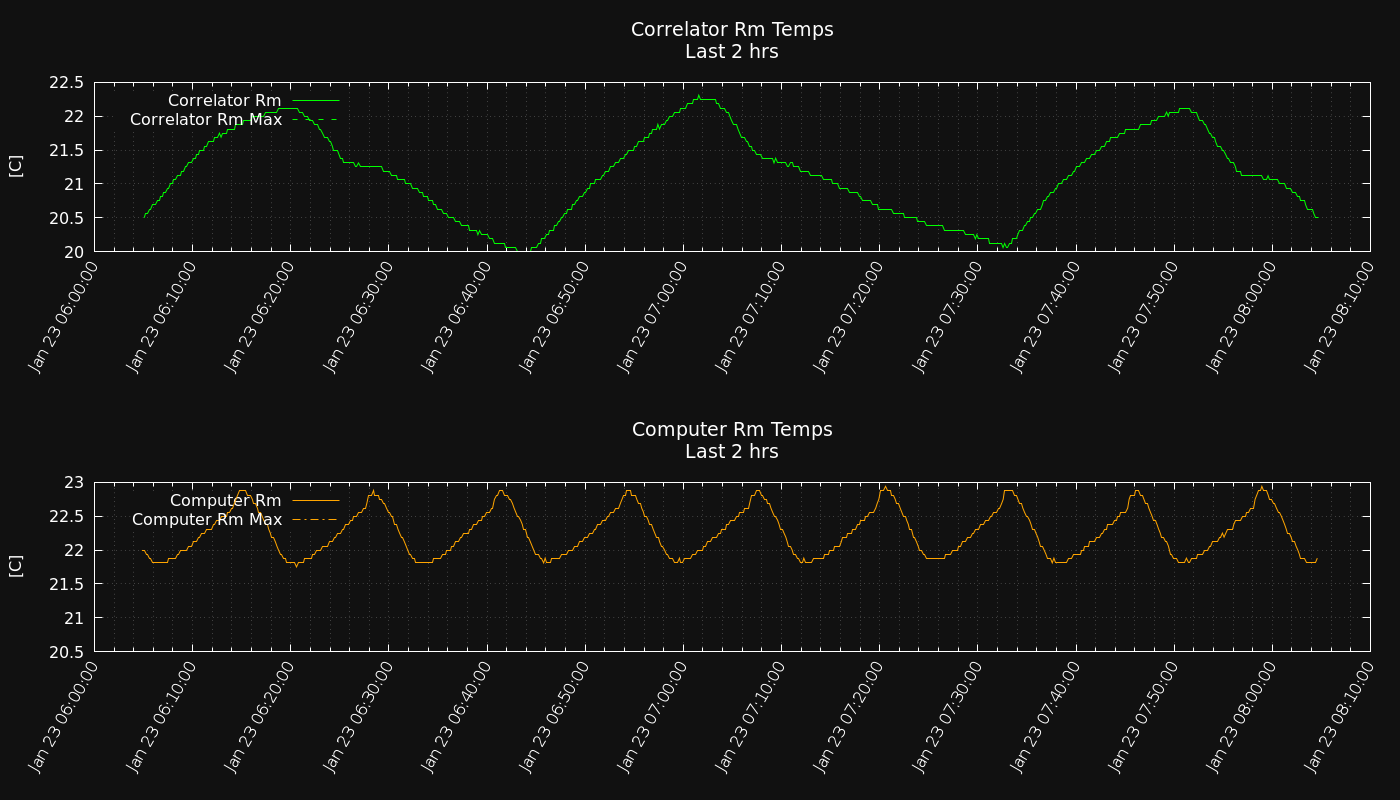 Correlator Rm Temps
Last 2 hrs
22.5
22
21.5
21
20.5
20
[C]
Correlator Rm
Correlator Rm Max
Jan 23 06:00:00
Jan 23 06:10:00
Jan 23 06:20:00
Jan 23 06:30:00
Jan 23 06:40:00
Jan 23 06:50:00
Jan 23 07:00:00
Jan 23 07:10:00
Jan 23 07:20:00
Jan 23 07:30:00
Jan 23 07:40:00
Jan 23 07:50:00
Jan 23 08:00:00
Jan 23 08:10:00
Computer Rm Temps
Last 2 hrs
23
22.5
22
21.5
21
20.5
[C]
Computer Rm
Computer Rm Max
Jan 23 06:00:00
Jan 23 06:10:00
Jan 23 06:20:00
Jan 23 06:30:00
Jan 23 06:40:00
Jan 23 06:50:00
Jan 23 07:00:00
Jan 23 07:10:00
Jan 23 07:20:00
Jan 23 07:30:00
Jan 23 07:40:00
Jan 23 07:50:00
Jan 23 08:00:00
Jan 23 08:10:00